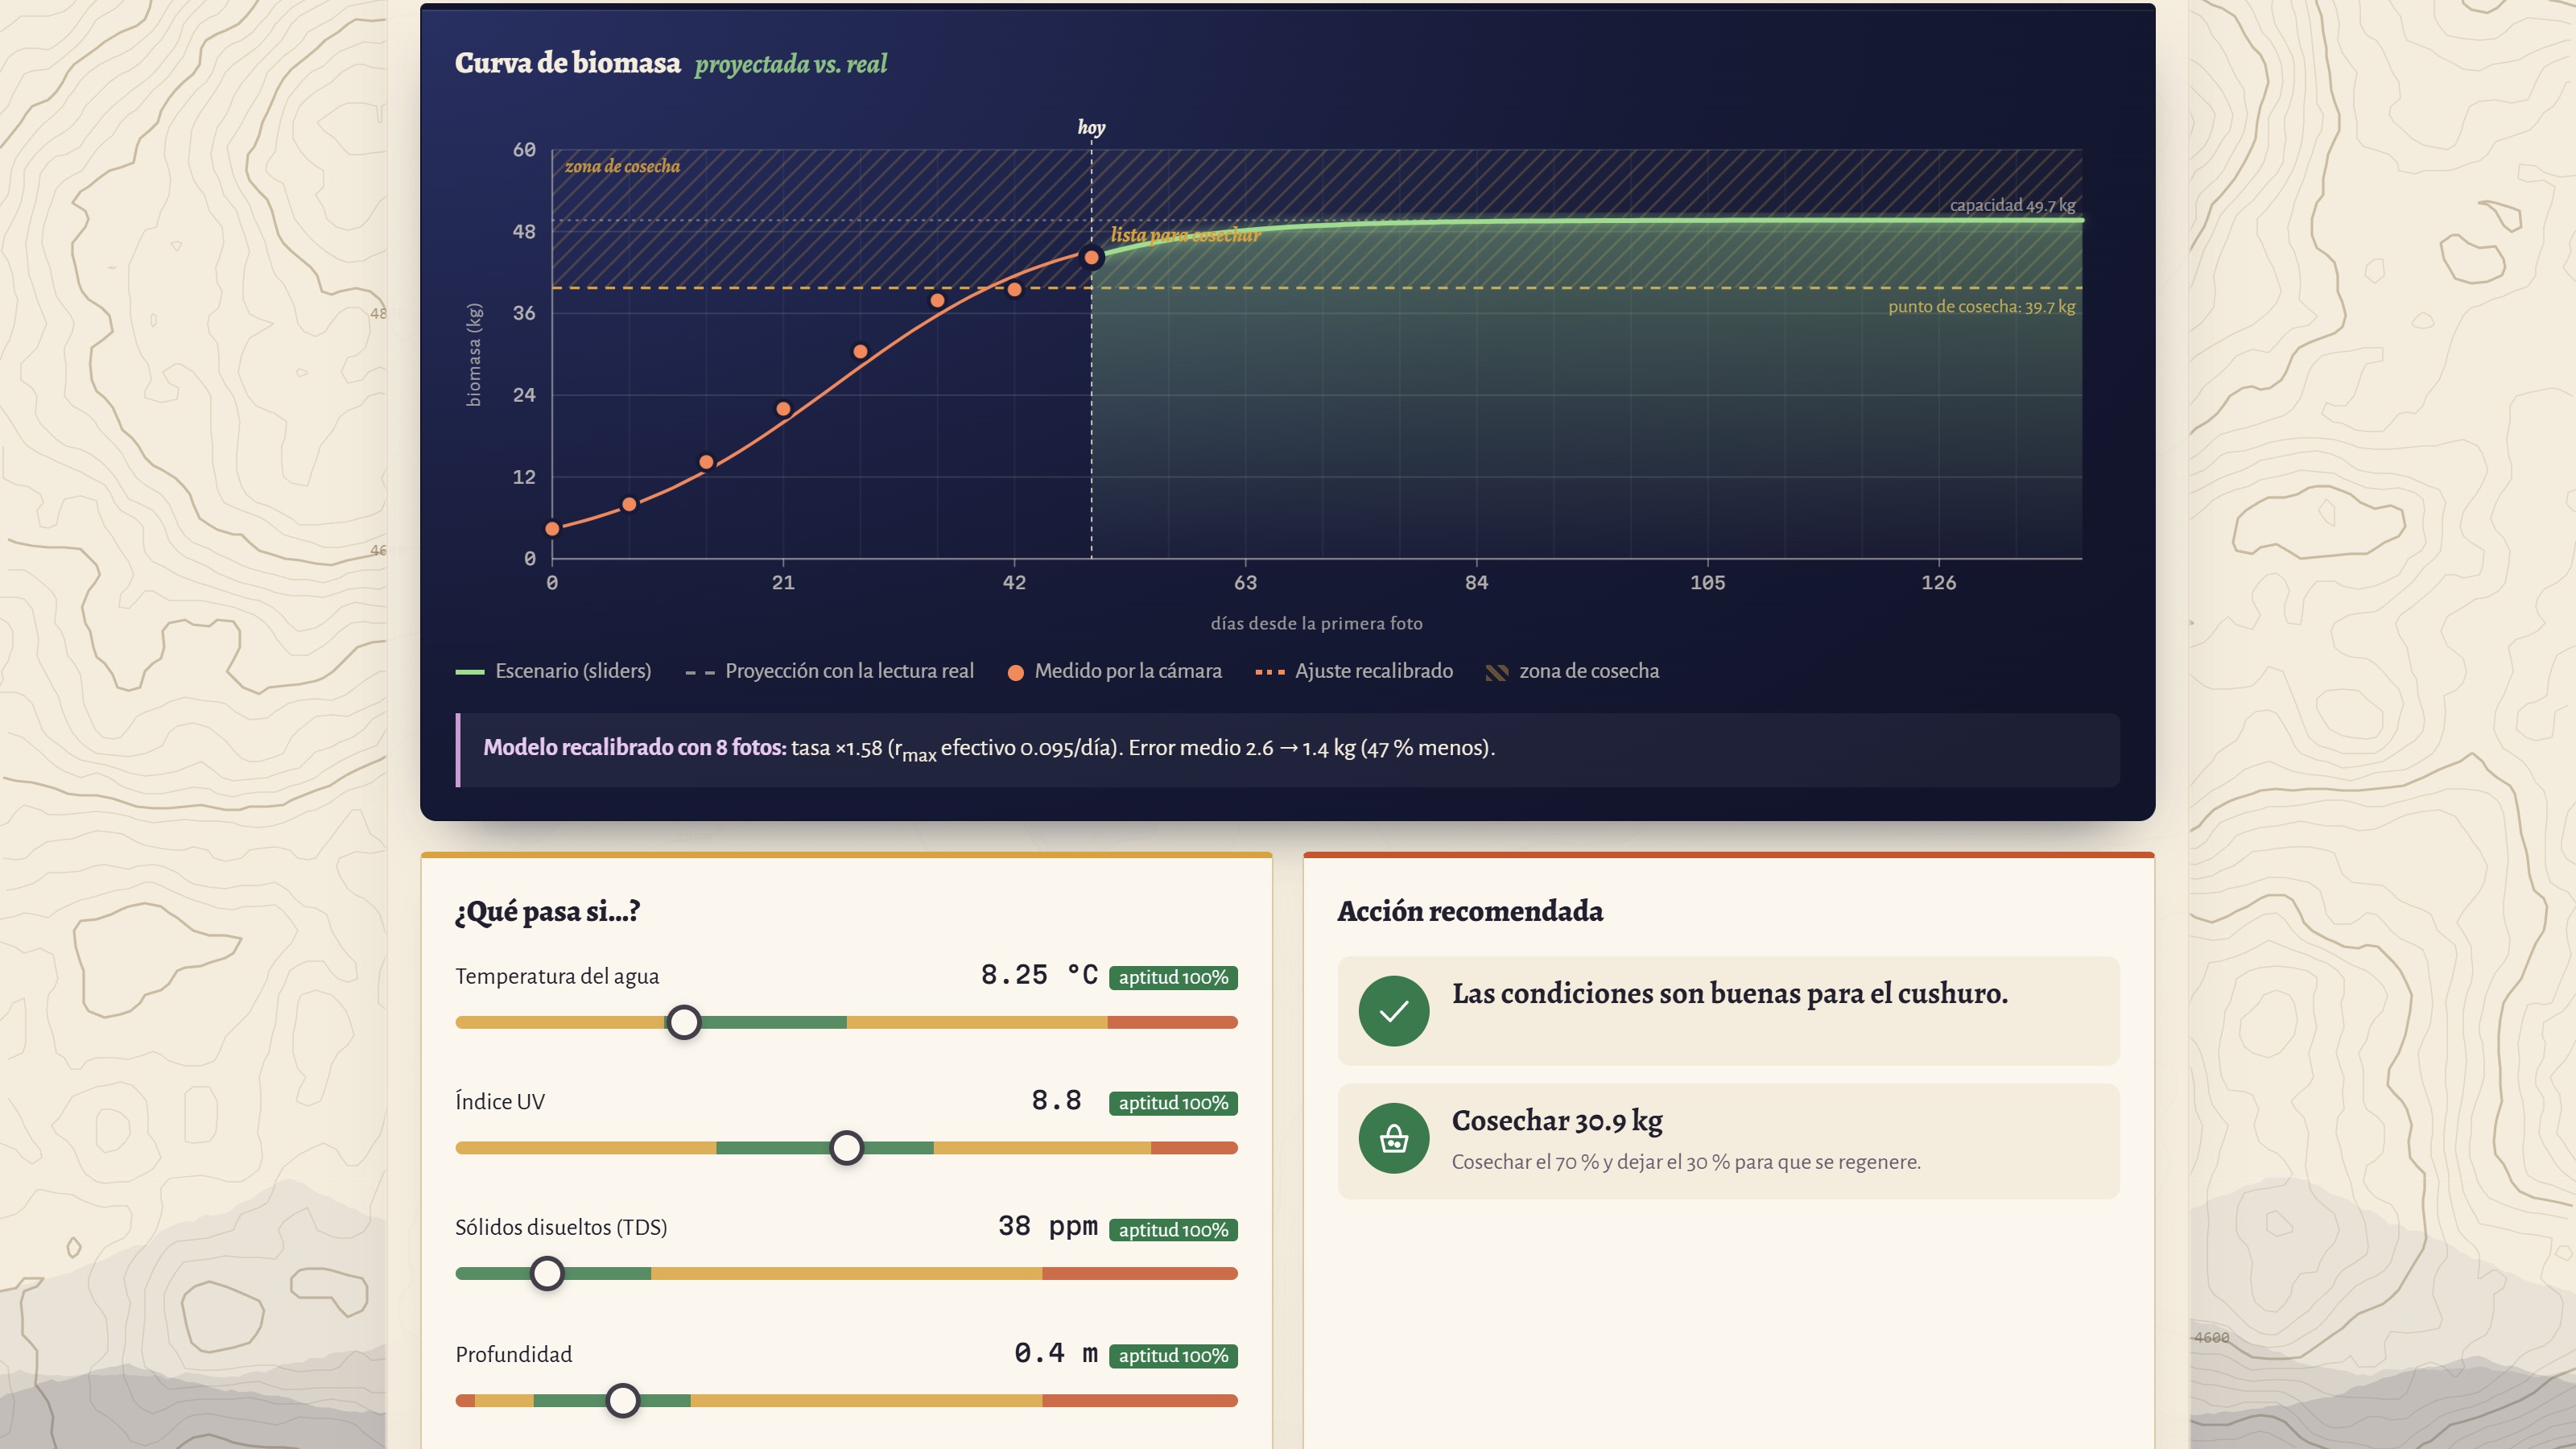 Curva de biomasa proyectada vs. real
hoy
60
zona de cosecha
capacidad 49.7 kg
48
lista para cosechar
punto de cosecha: 39.7 kg
36
biomasa (kg)
24
12
0
0 21 42 63 84 105 126
días desde la primera foto
Escenario (sliders) Proyección con la lectura real Medido por la cámara Ajuste recalibrado zona de cosecha
Modelo recalibrado con 8 fotos: tasa ×1.58 (rmax efectivo 0.095/día). Error medio 2.6 → 1.4 kg (47 % menos).
¿Qué pasa si...?
Temperatura del agua 8.25 °C aptitud 100%
Índice UV 8.8 aptitud 100%
Sólidos disueltos (TDS) 38 ppm aptitud 100%
Profundidad 0.4 m aptitud 100%
Acción recomendada
Las condiciones son buenas para el cushuro.
Cosechar 30.9 kg
Cosechar el 70 % y dejar el 30 % para que se regenere.
48
46
4600